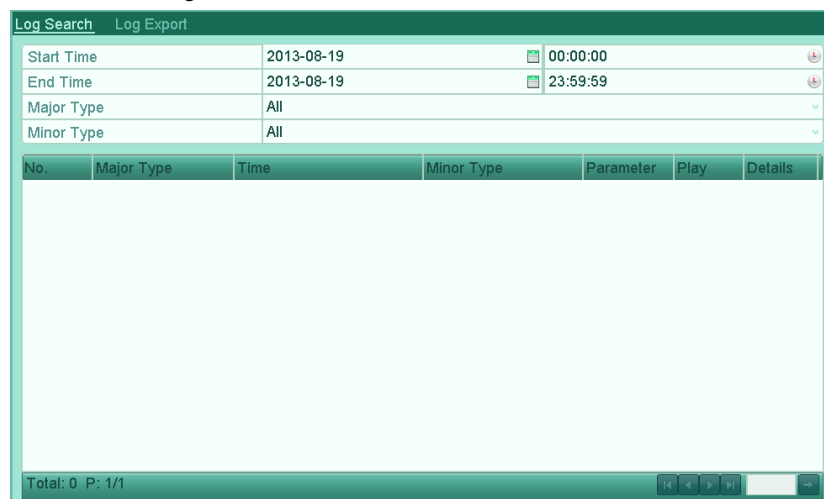 Log Search Log Export
Start Time 2013-08-19 00:00:00
End Time 2013-08-19 23:59:59
Major Type All
Minor Type All
No. Major Type Time Minor Type Parameter Play Details
Total: 0 P: 1/1